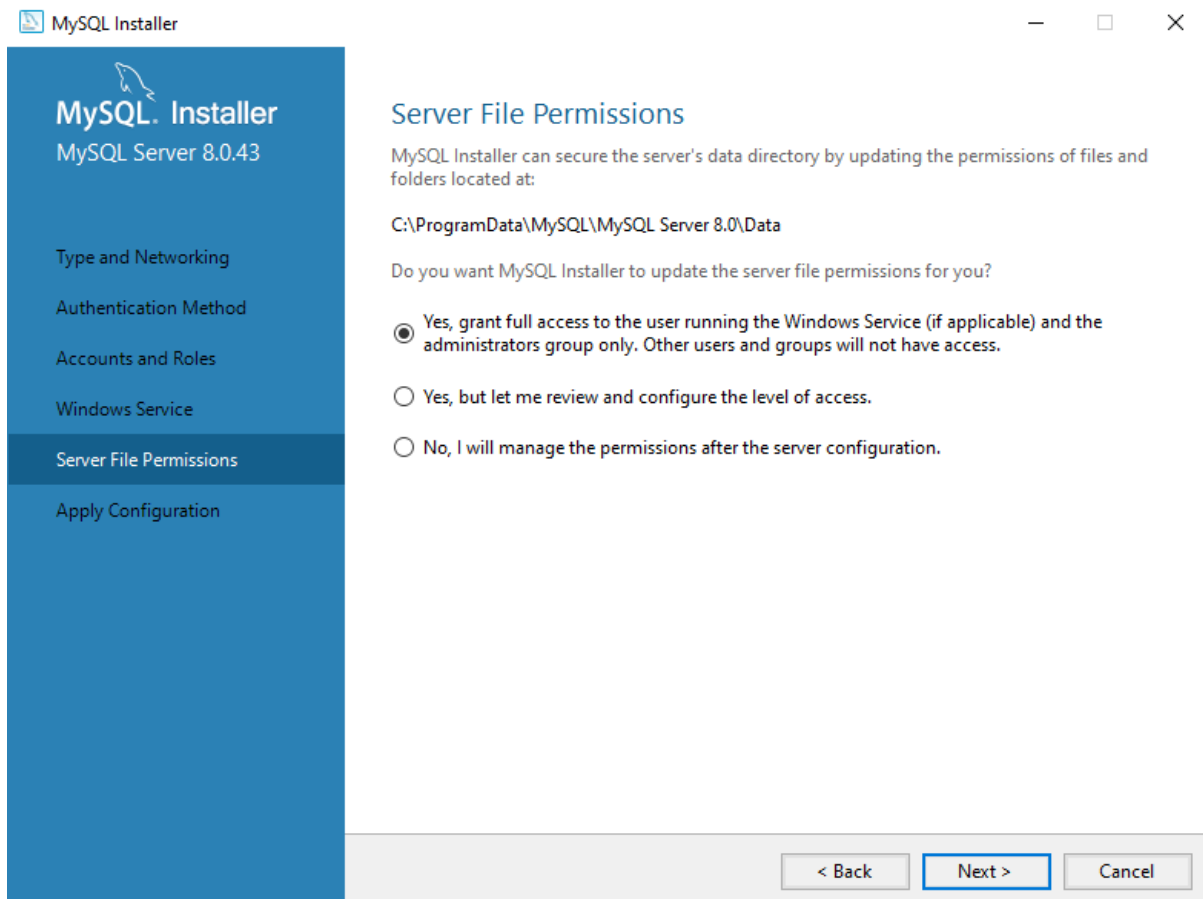 MySQL Installer
MySQL. Installer
MySQL Server 8.0.43
Type and Networking
Authentication Method
Accounts and Roles
Windows Service
Server File Permissions
Apply Configuration
Server File Permissions
MySQL Installer can secure the server's data directory by updating the permissions of files and
folders located at:
C:\ProgramData\MySQL\MySQL Server 8.0\Data
Do you want MySQL Installer to update the server file permissions for you?
Yes, grant full access to the user running the Windows Service (if applicable) and the
administrators group only. Other users and groups will not have access.
Yes, but let me review and configure the level of access.
No, I will manage the permissions after the server configuration.
< Back
Next >
Cancel